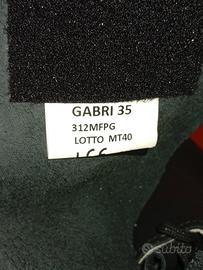 GABRI 35
312MFPG
LOTTO MT40
subito